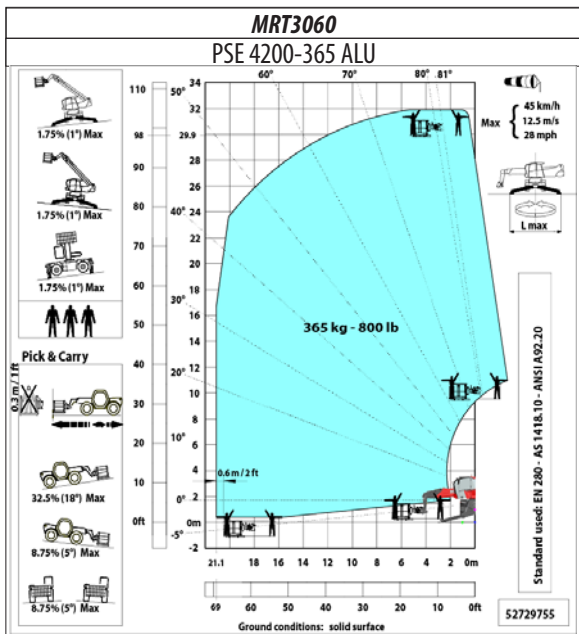 MRT3060
PSE 4200-365 ALU
1.75% (1°) Max
1.75% (1°) Max
1.75% (1°) Max
Pick & Carry
0.3 m / 1 ft
32.5% (18°) Max
8.75% (5°) Max
8.75% (5°) Max
110
98
90
80
70
60
50
40
30
20
10
0ft
50°
40°
30°
20°
10°
0°
-5°
60°
70°
80°
81°
34
32
29.9
28
26
24
22
20
18
16
14
12
10
8
6
4
2
0m
-2
365 kg - 800 lb
0.6 m / 2 ft
21.1 18 16 14 12 10 8 6 4 2 0m
69 60 50 40 30 20 10 0ft
Ground conditions: solid surface
Max
45 km/h
12.5 m/s
28 mph
L max
Standard used: EN 280 - AS 1418.10 - ANSI A92.20
52729755